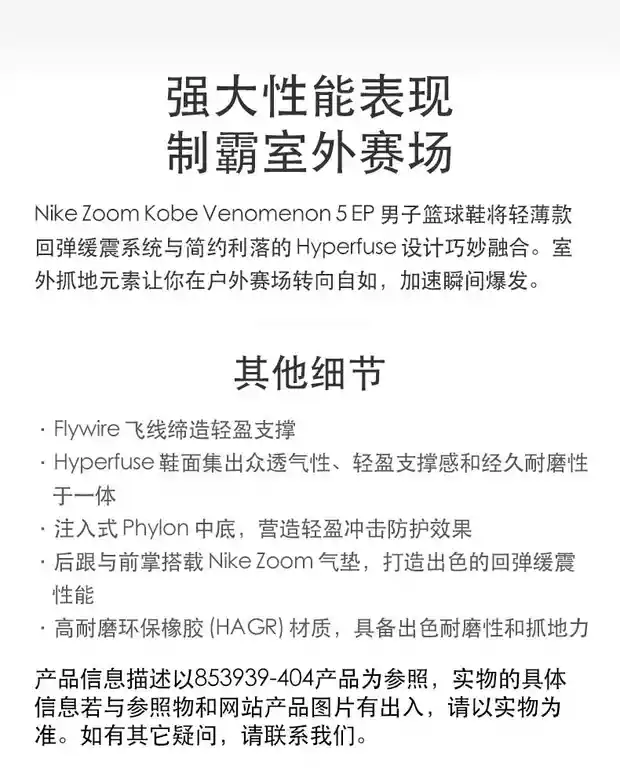 强大性能表现
制霸室外赛场
Nike Zoom Kobe Venomenon 5 EP 男子篮球鞋将轻薄款
回弹缓震系统与简约利落的 Hyperfuse 设计巧妙融合。室
外抓地元素让你在户外赛场转向自如，加速瞬间爆发。
其他细节
· Flywire 飞线缔造轻盈支撑
· Hyperfuse 鞋面集出众透气性、轻盈支撑感和经久耐磨性
于一体
· 注入式 Phylon 中底，营造轻盈冲击防护效果
· 后跟与前掌搭载 Nike Zoom 气垫，打造出色的回弹缓震
性能
· 高耐磨环保橡胶 (HAGR) 材质，具备出色耐磨性和抓地力
产品信息描述以853939-404产品为参照，实物的具体
信息若与参照物和网站产品图片有出入，请以实物为
准。如有其它疑问，请联系我们。